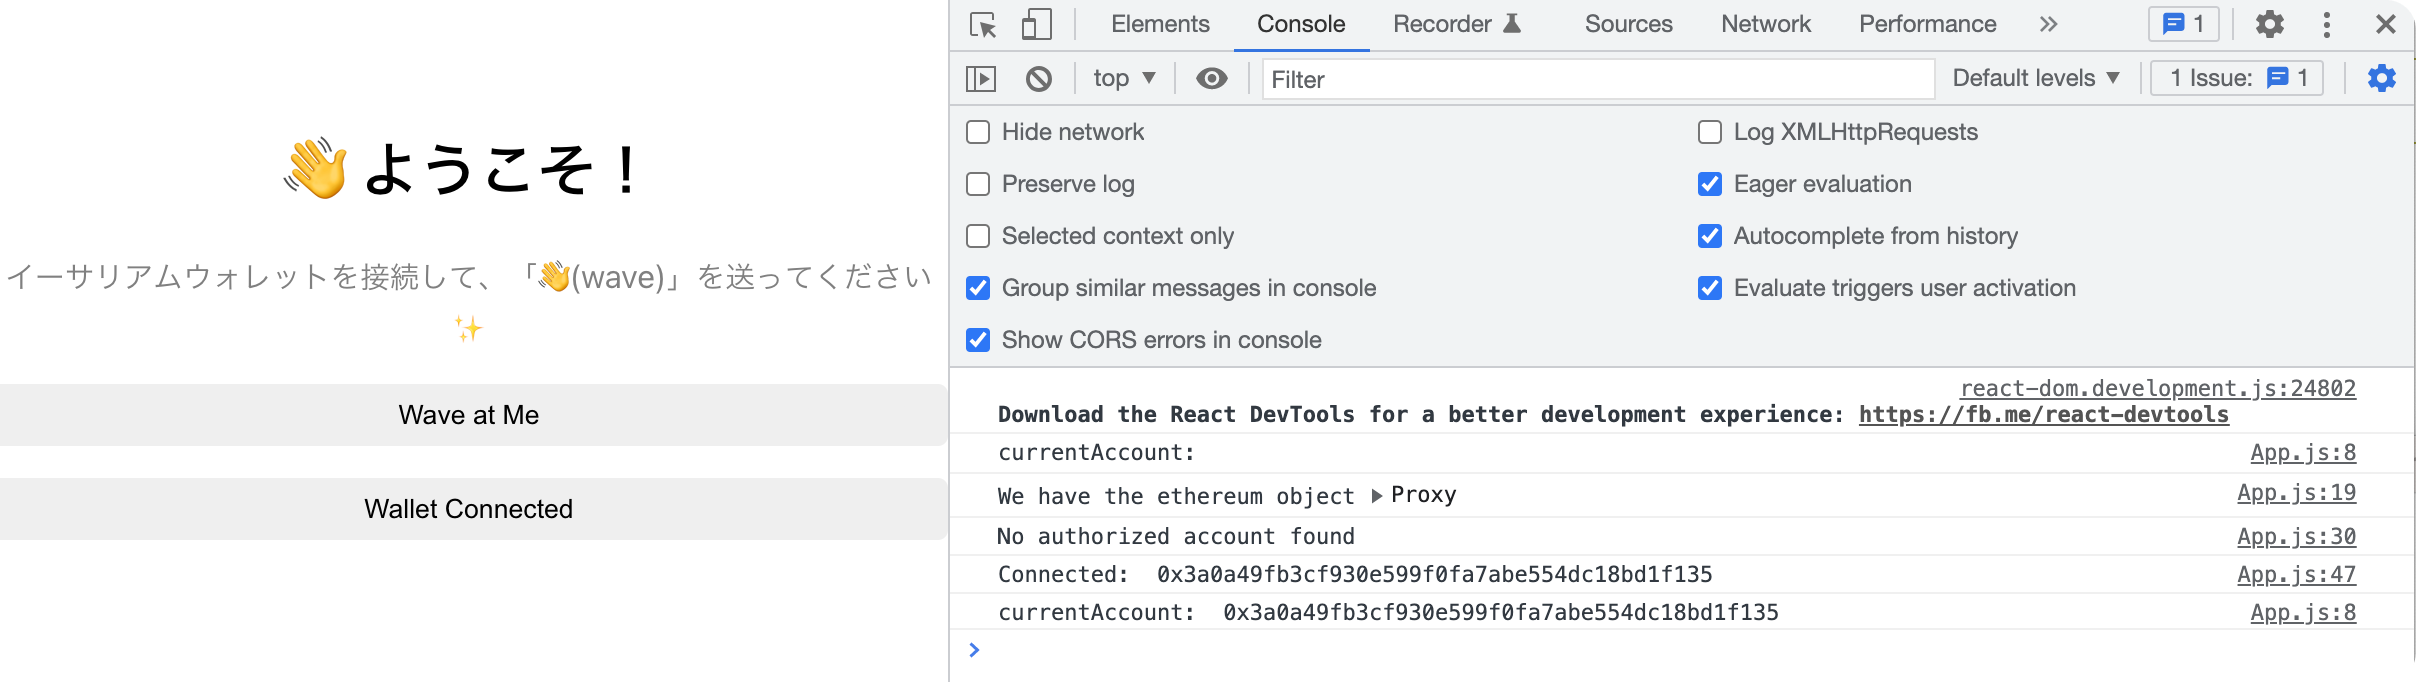 👋 ようこそ！
イーサリアムウォレットを接続して、「👋(wave)」を送ってください
✨
Wave at Me
Wallet Connected
Elements Console Recorder Sources Network Performance » 1
top ▼ Filter Default levels ▼ 1 Issue: 1
Hide network
Log XMLHttpRequests
Preserve log
Eager evaluation
Selected context only
Autocomplete from history
Group similar messages in console
Evaluate triggers user activation
Show CORS errors in console
react-dom.development.js:24802
Download the React DevTools for a better development experience: https://fb.me/react-devtools
currentAccount: App.js:8
We have the ethereum object ▶ Proxy App.js:19
No authorized account found App.js:30
Connected: 0x3a0a49fb3cf930e599f0fa7abe554dc18bd1f135 App.js:47
currentAccount: 0x3a0a49fb3cf930e599f0fa7abe554dc18bd1f135 App.js:8